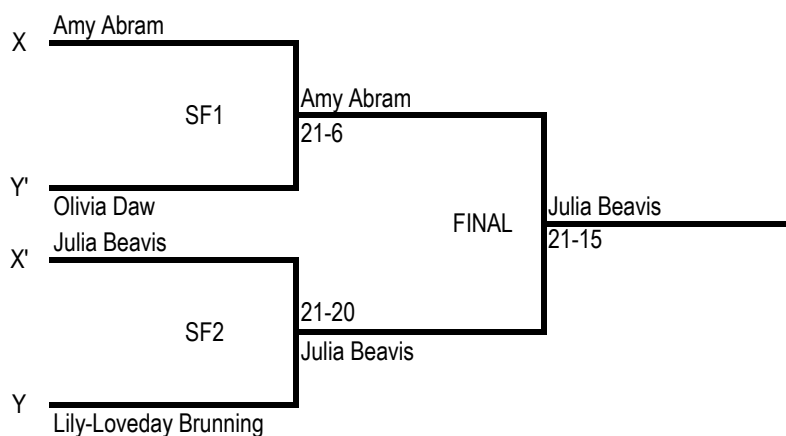 Amy Abram
X
SF1
Amy Abram
21-6
Y'
Olivia Daw
FINAL
Julia Beavis
21-15
Julia Beavis
X'
21-20
SF2
Julia Beavis
Y
Lily-Loveday Brunning